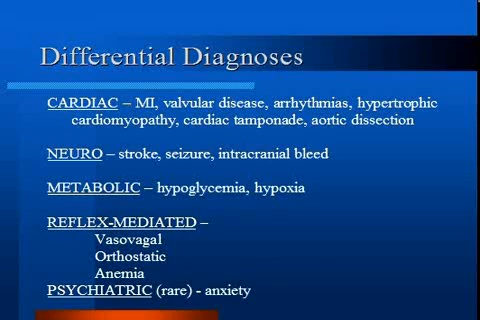 Differential Diagnoses
CARDIAC – MI, valvular disease, arrhythmias, hypertrophic
cardiomyopathy, cardiac tamponade, aortic dissection
NEURO – stroke, seizure, intracranial bleed
METABOLIC – hypoglycemia, hypoxia
REFLEX-MEDIATED –
Vasovagal
Orthostatic
Anemia
PSYCHIATRIC (rare) - anxiety